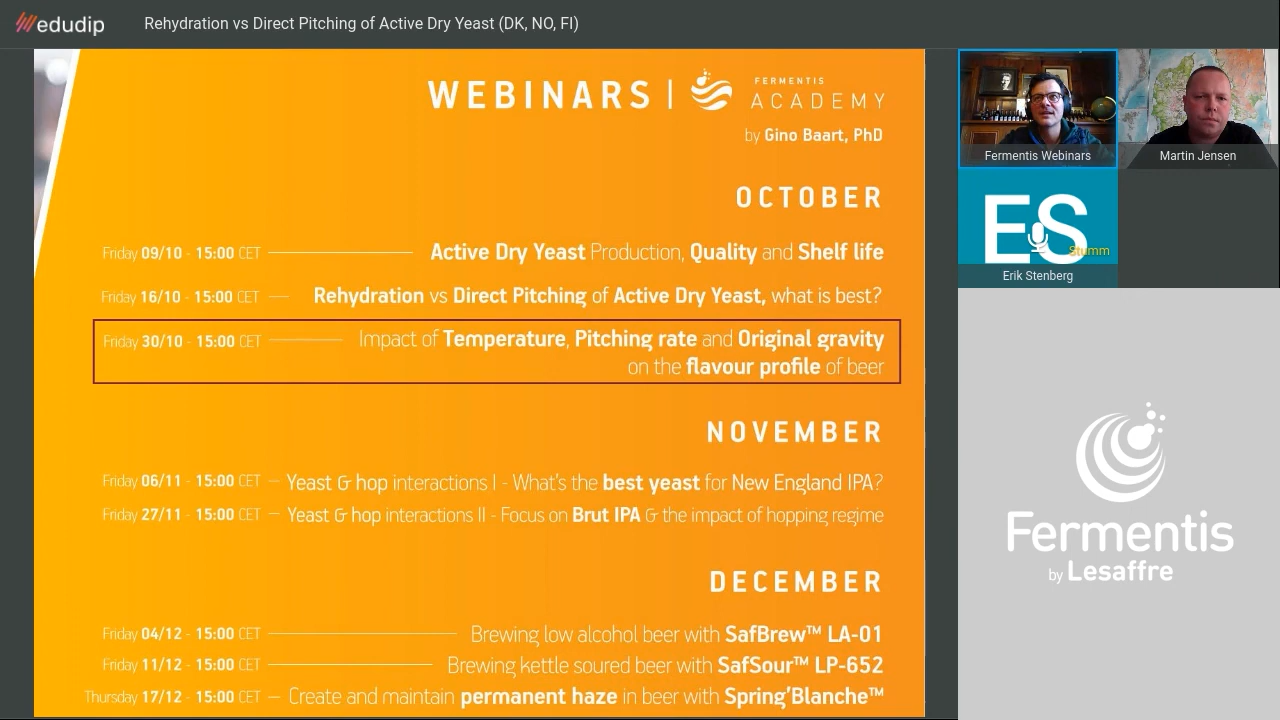 edudip
Rehydration vs Direct Pitching of Active Dry Yeast (DK, NO, FI)
WEBINARS | FERMENTIS ACADEMY
by Gino Baart, PhD
OCTOBER
Friday 09/10 - 15:00 CET Active Dry Yeast Production, Quality and Shelf life
Friday 16/10 - 15:00 CET Rehydration vs Direct Pitching of Active Dry Yeast, what is best?
Friday 30/10 - 15:00 CET Impact of Temperature, Pitching rate and Original gravity
on the flavour profile of beer
NOVEMBER
Friday 06/11 - 15:00 CET Yeast & hop interactions I - What's the best yeast for New England IPA?
Friday 27/11 - 15:00 CET Yeast & hop interactions II - Focus on Brut IPA & the impact of hopping regime
DECEMBER
Friday 04/12 - 15:00 CET Brewing low alcohol beer with SafBrew™ LA-01
Friday 11/12 - 15:00 CET Brewing kettle soured beer with SafSour™ LP-652
Thursday 17/12 - 15:00 CET Create and maintain permanent haze in beer with Spring'Blanche™
Fermentis Webinars
Martin Jensen
ES
Stumm
Erik Stenberg
Fermentis
by Lesaffre